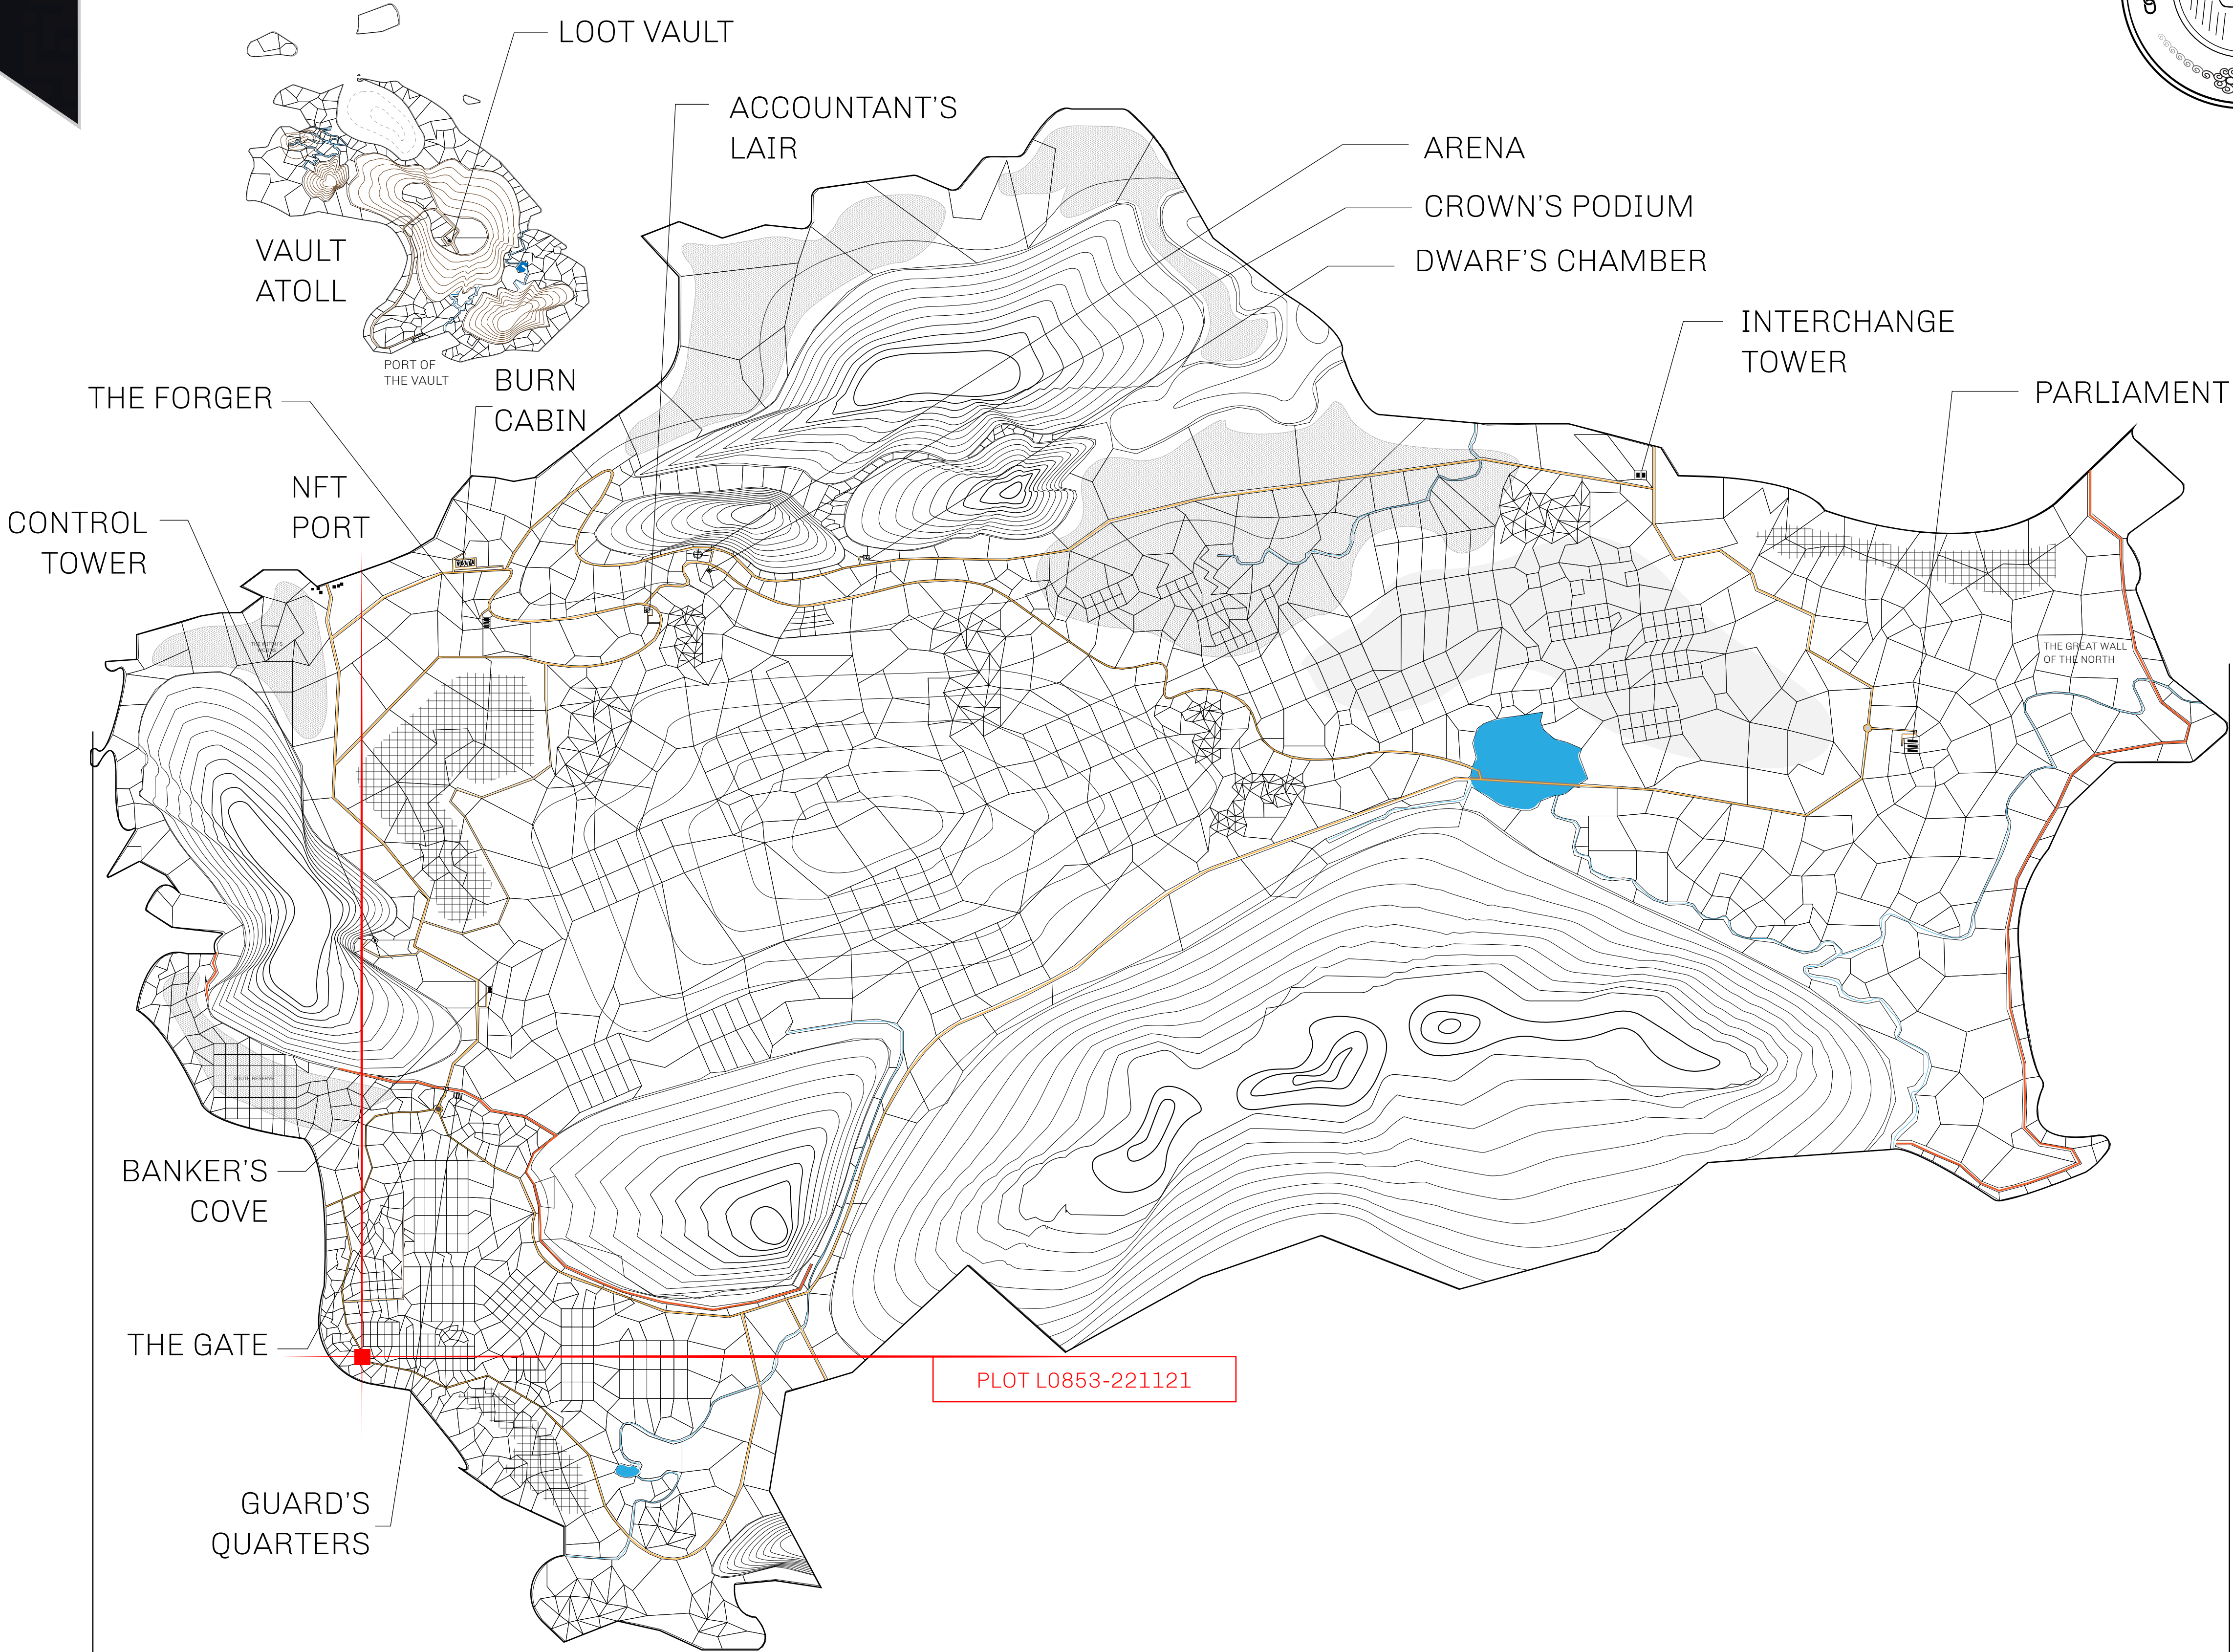 LOOT VAULT
ACCOUNTANT'S
LAIR
ARENA
CROWN'S PODIUM
DWARF'S CHAMBER
VAULT
ATOLL
INTERCHANGE
TOWER
PORT OF
THE VAULT
BURN
CABIN
THE FORGER
PARLIAMENT
NFT
PORT
CONTROL
TOWER
THE GREAT WALL
OF THE NORTH
SOUTH RESERVE
BANKER'S
COVE
THE GATE
PLOT L0853-221121
GUARD'S
QUARTERS